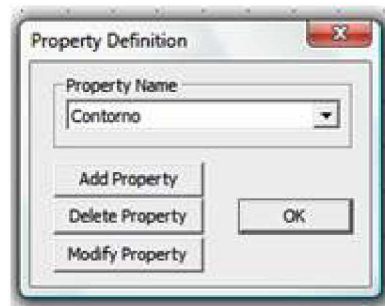 Property Definition
Property Name
Contorno
Add Property
Delete Property
OK
Modify Property